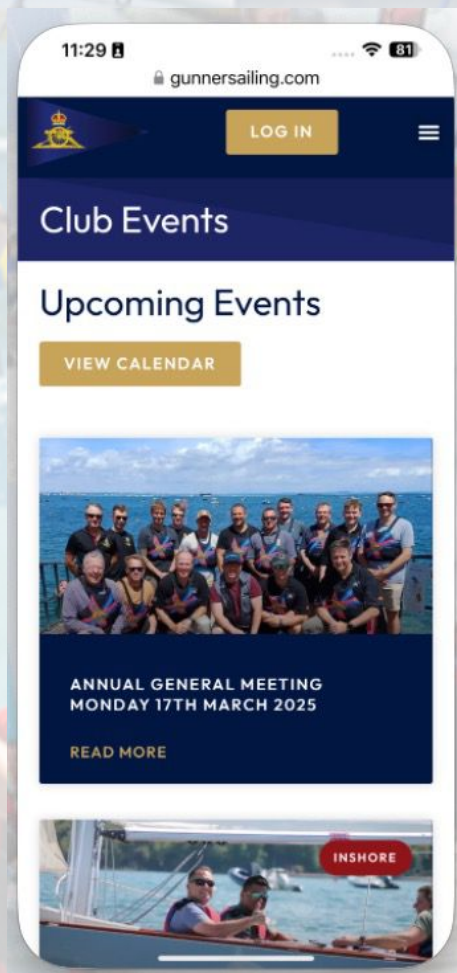 11:29
81
gunnersailing.com
LOG IN
Club Events
Upcoming Events
VIEW CALENDAR
ANNUAL GENERAL MEETING
MONDAY 17TH MARCH 2025
READ MORE
INSHORE